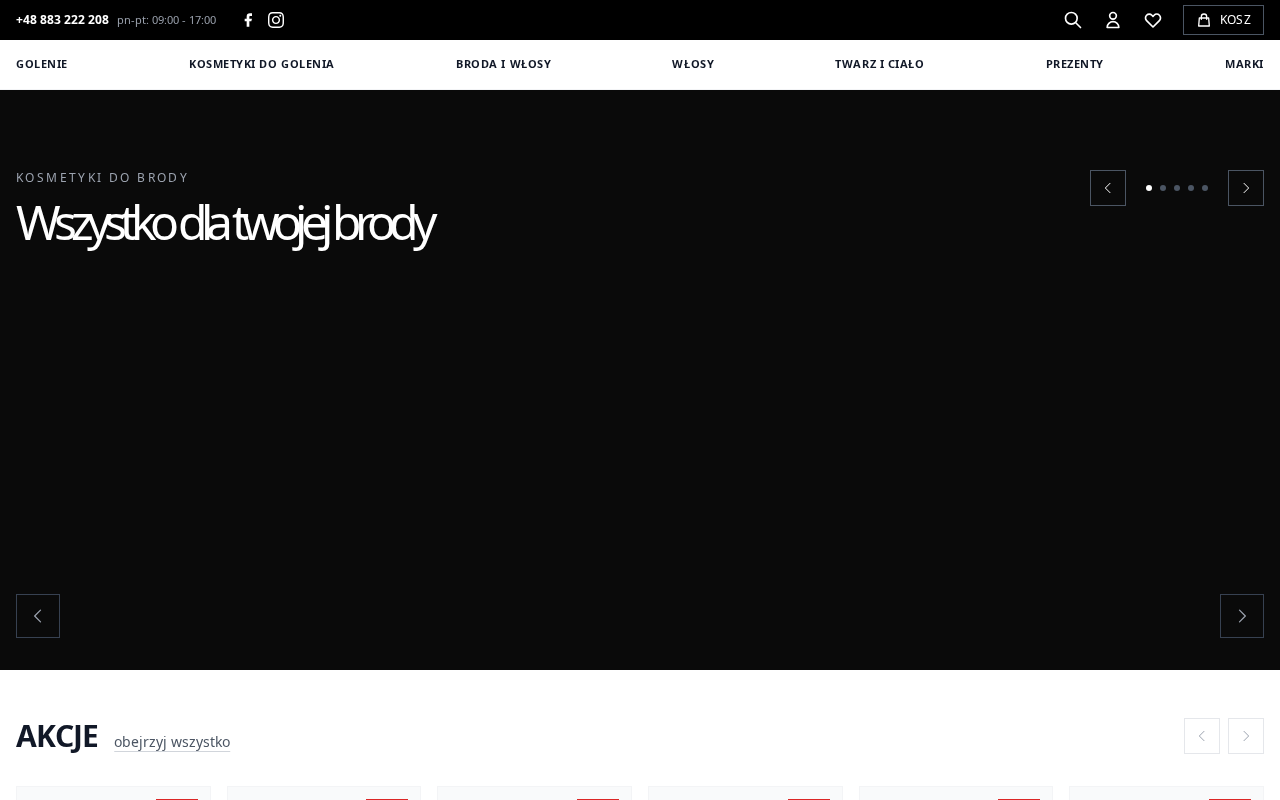 +48 883 222 208 pn-pt: 09:00 - 17:00 KOSZ
GOLENIE KOSMETYKI DO GOLENIA BRODA I WŁOSY WŁOSY TWARZ I CIAŁO PREZENTY MARKI
KOSMETYKI DO BRODY
Wszystko dla twojej brody
AKCJE obejrzyj wszystko